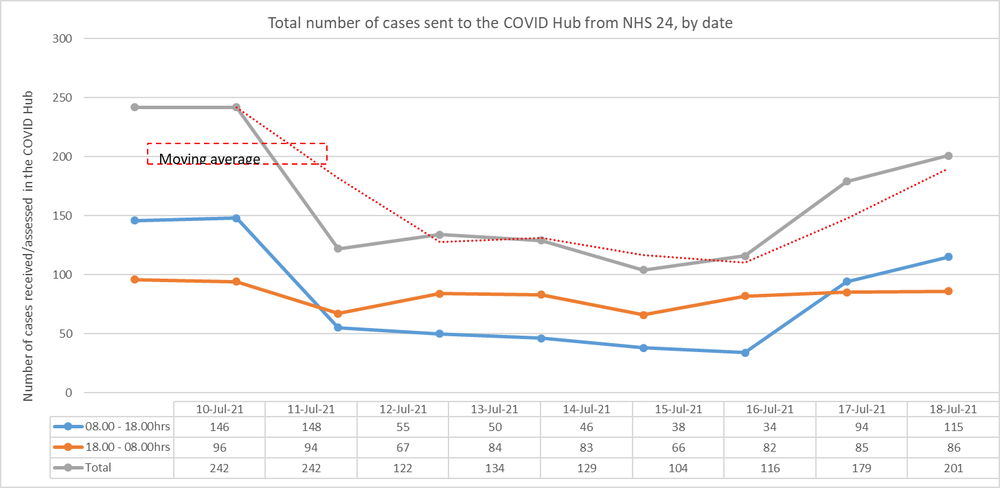 Total number of cases sent to the COVID Hub from NHS 24, by date
Number of cases received/assessed in the COVID Hub
300
250
200
150
100
50
0
Moving average
10-Jul-21 11-Jul-21 12-Jul-21 13-Jul-21 14-Jul-21 15-Jul-21 16-Jul-21 17-Jul-21 18-Jul-21
08.00 - 18.00hrs 146 148 55 50 46 38 34 94 115
18.00 - 08.00hrs 96 94 67 84 83 66 82 85 86
Total 242 242 122 134 129 104 116 179 201